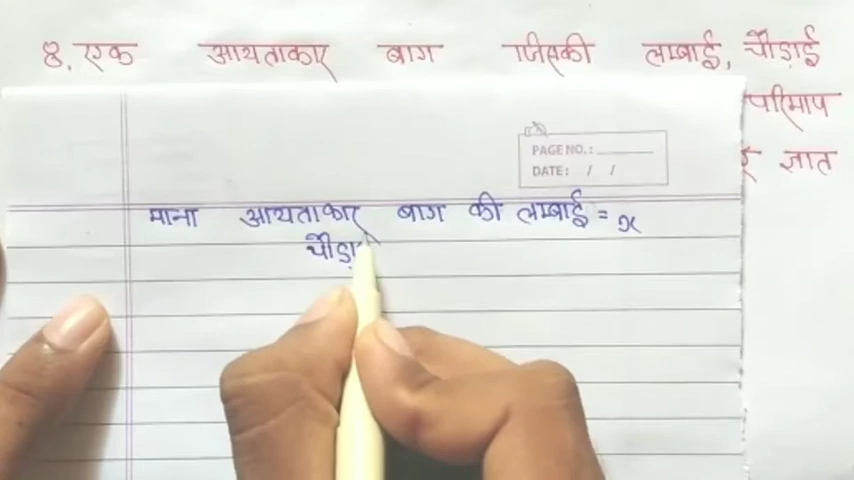 8. एक आयताकार बाग जिसकी लम्बाई, चौड़ाई
परिमाप
ज्ञात
PAGE NO.:
DATE: / /
माना आयताकार बाग की लम्बाई = x
चौड़ा